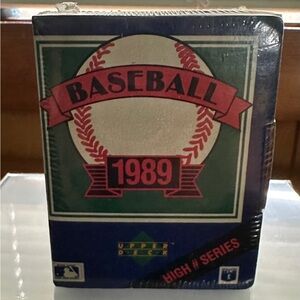 BASEBALL
1989
UPPER
DECK
HIGH # SERIES